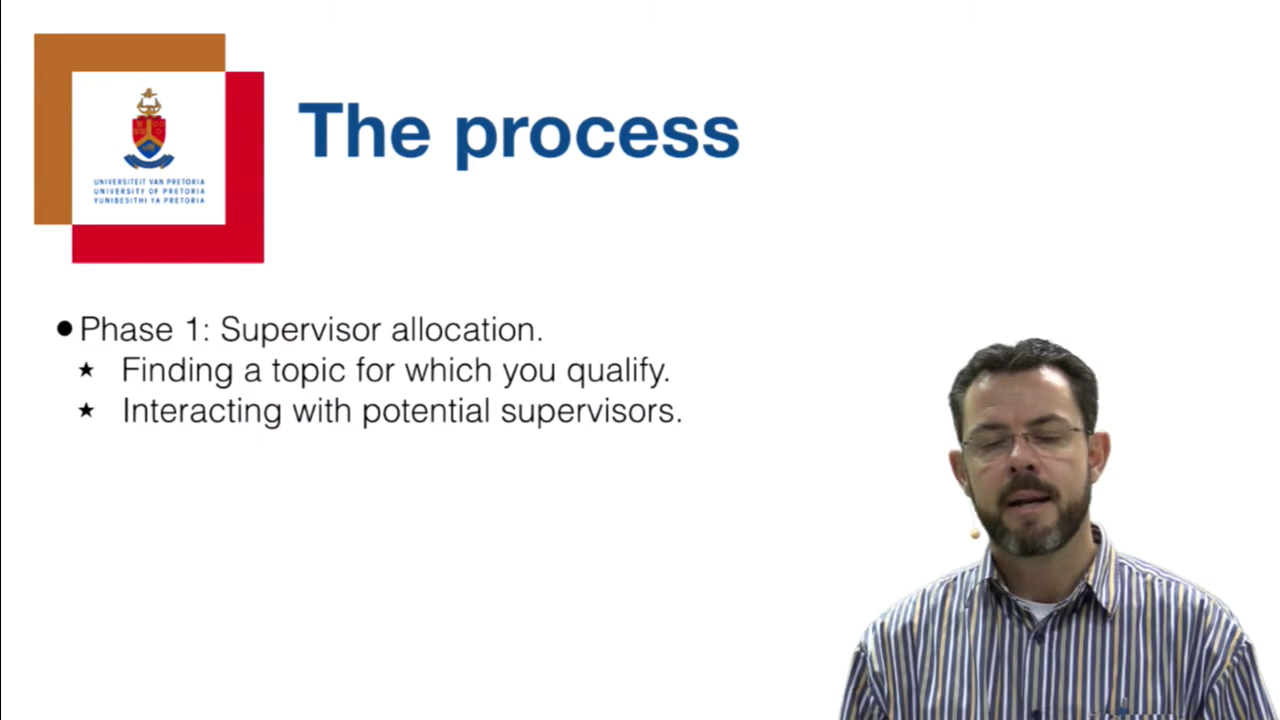 The process
UNIVERSITEIT VAN PRETORIA
UNIVERSITY OF PRETORIA
YUNIBESITHI YA PRETORIA
●Phase 1: Supervisor allocation.
★ Finding a topic for which you qualify.
★ Interacting with potential supervisors.